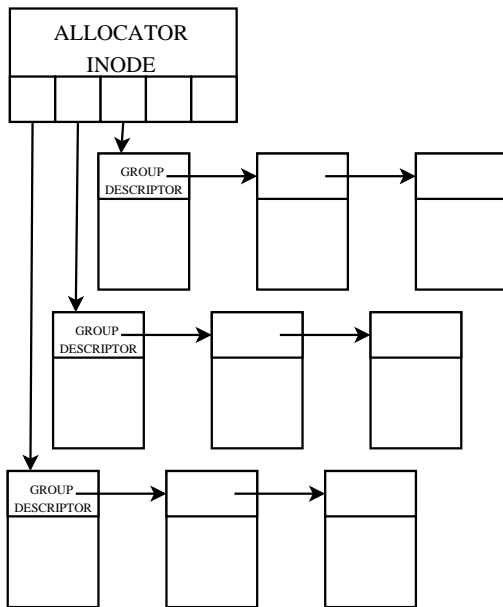 ALLOCATOR
INODE
GROUP
DESCRIPTOR
GROUP
DESCRIPTOR
GROUP
DESCRIPTOR